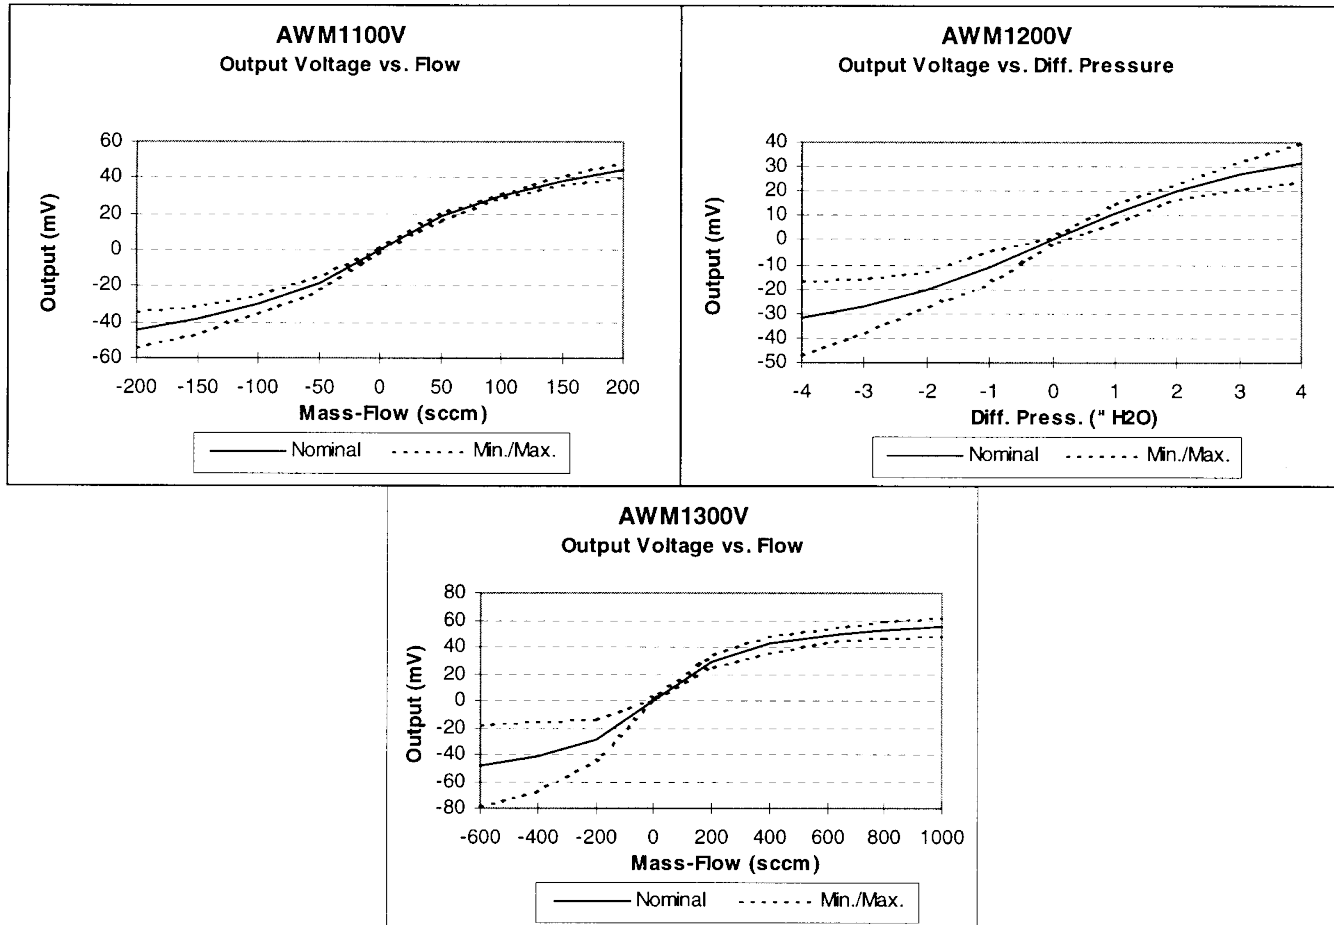 AWM1100V
Output Voltage vs. Flow
60
40
20
0
-20
-40
-60
Output (mV)
-200 -150 -100 -50 0 50 100 150 200
Mass-Flow (sccm)
Nominal Min./Max.
AWM1200V
Output Voltage vs. Diff. Pressure
40
30
20
10
0
-10
-20
-30
-40
-50
Output (mV)
-4 -3 -2 -1 0 1 2 3 4
Diff. Press. (" H2O)
Nominal Min./Max.
AWM1300V
Output Voltage vs. Flow
80
60
40
20
0
-20
-40
-60
-80
Output (mV)
-600 -400 -200 0 200 400 600 800 1000
Mass-Flow (sccm)
Nominal Min./Max.